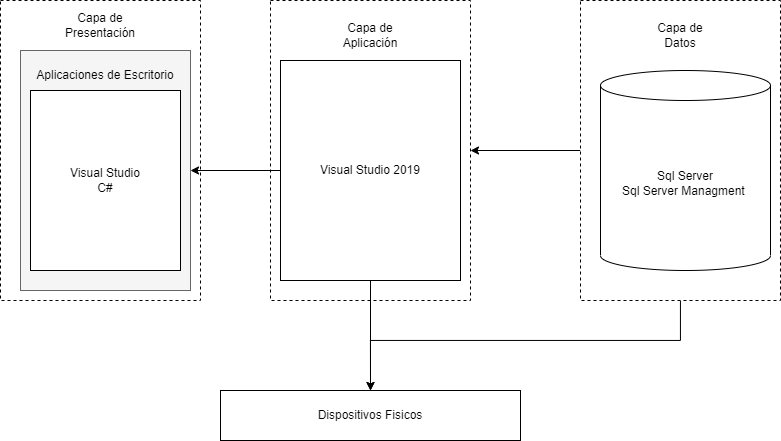 Capa de
Presentación
Aplicaciones de Escritorio
Visual Studio
C#
Capa de
Aplicación
Visual Studio 2019
Capa de
Datos
Sql Server
Sql Server Managment
Dispositivos Fisicos